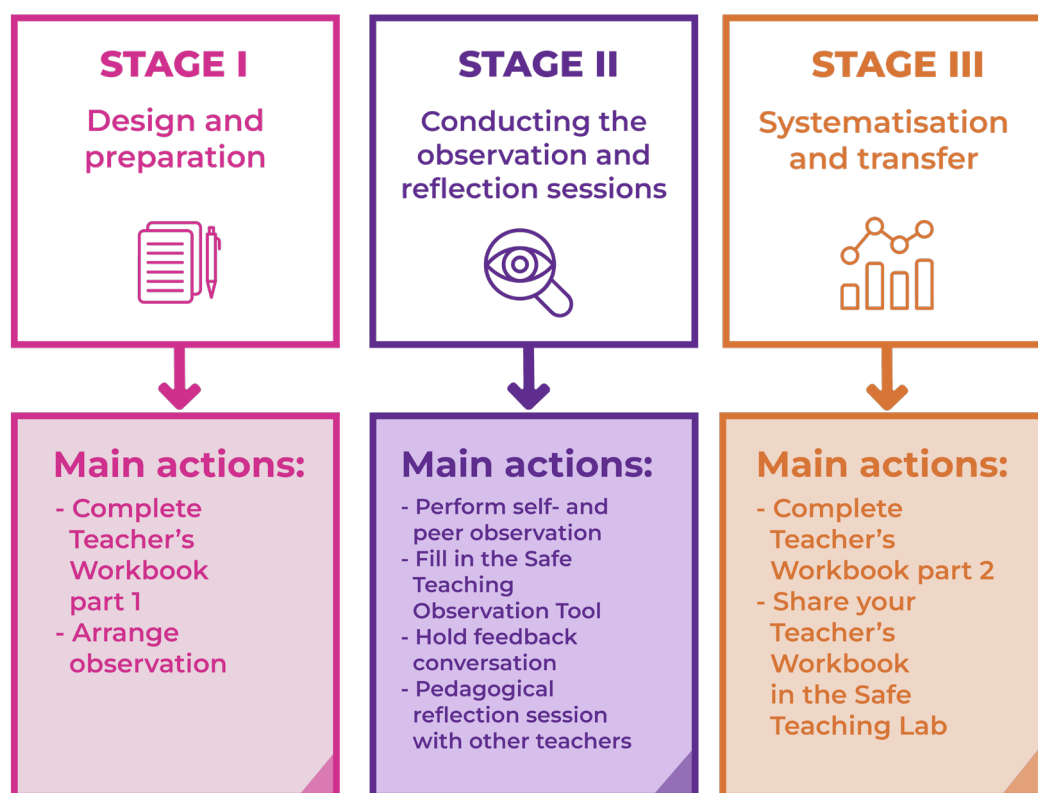 STAGE I
Design and
preparation
Main actions:
- Complete
Teacher's
Workbook
part 1
- Arrange
observation
STAGE II
Conducting the
observation and
reflection sessions
Main actions:
- Perform self- and
peer observation
- Fill in the Safe
Teaching
Observation Tool
- Hold feedback
conversation
- Pedagogical
reflection session
with other teachers
STAGE III
Systematisation
and transfer
Main actions:
- Complete
Teacher's
Workbook part 2
- Share your
Teacher's
Workbook
in the Safe
Teaching Lab